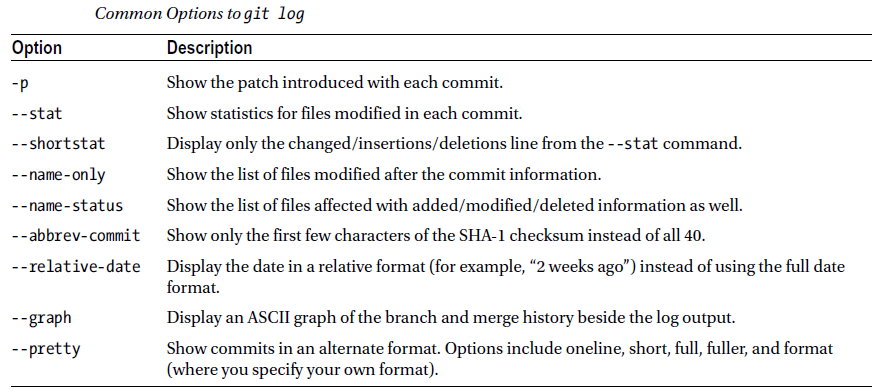 Common Options to git log
Option Description
-p Show the patch introduced with each commit.
--stat Show statistics for files modified in each commit.
--shortstat Display only the changed/insertions/deletions line from the --stat command.
--name-only Show the list of files modified after the commit information.
--name-status Show the list of files affected with added/modified/deleted information as well.
--abbrev-commit Show only the first few characters of the SHA-1 checksum instead of all 40.
--relative-date Display the date in a relative format (for example, “2 weeks ago”) instead of using the full date
format.
--graph Display an ASCII graph of the branch and merge history beside the log output.
--pretty Show commits in an alternate format. Options include oneline, short, full, fuller, and format
(where you specify your own format).